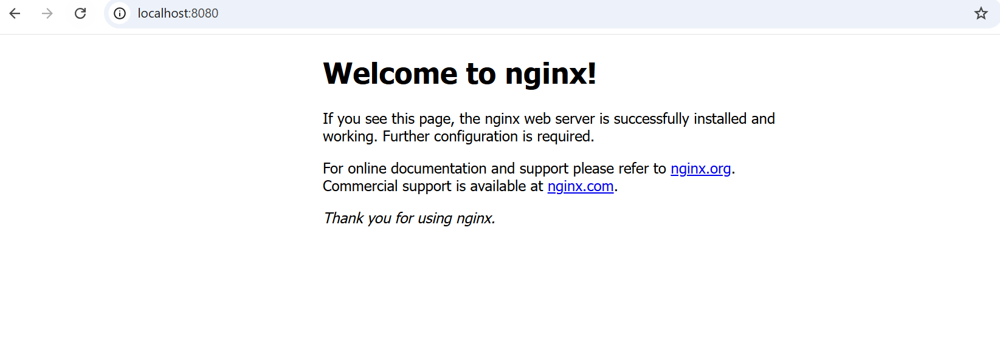 localhost:8080
Welcome to nginx!
If you see this page, the nginx web server is successfully installed and
working. Further configuration is required.
For online documentation and support please refer to nginx.org.
Commercial support is available at nginx.com.
Thank you for using nginx.